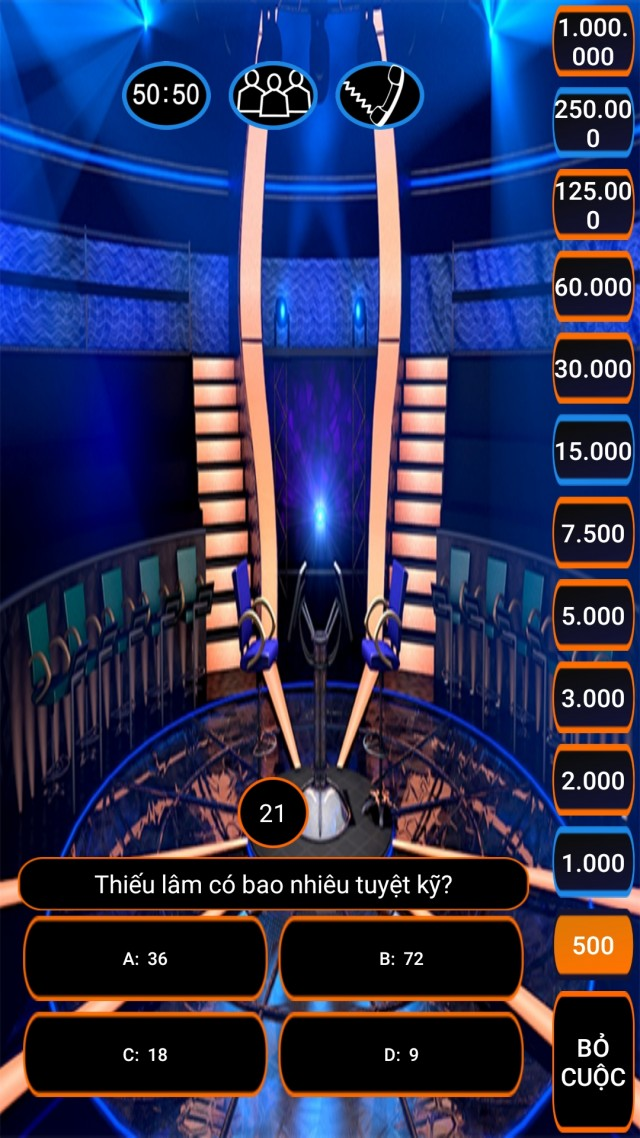 50:50
1.000.
000
250.00
0
125.00
0
60.000
30.000
15.000
7.500
5.000
3.000
2.000
1.000
500
21
Thiếu lâm có bao nhiêu tuyệt kỹ?
A: 36
B: 72
C: 18
D: 9
BỎ
CUỘC